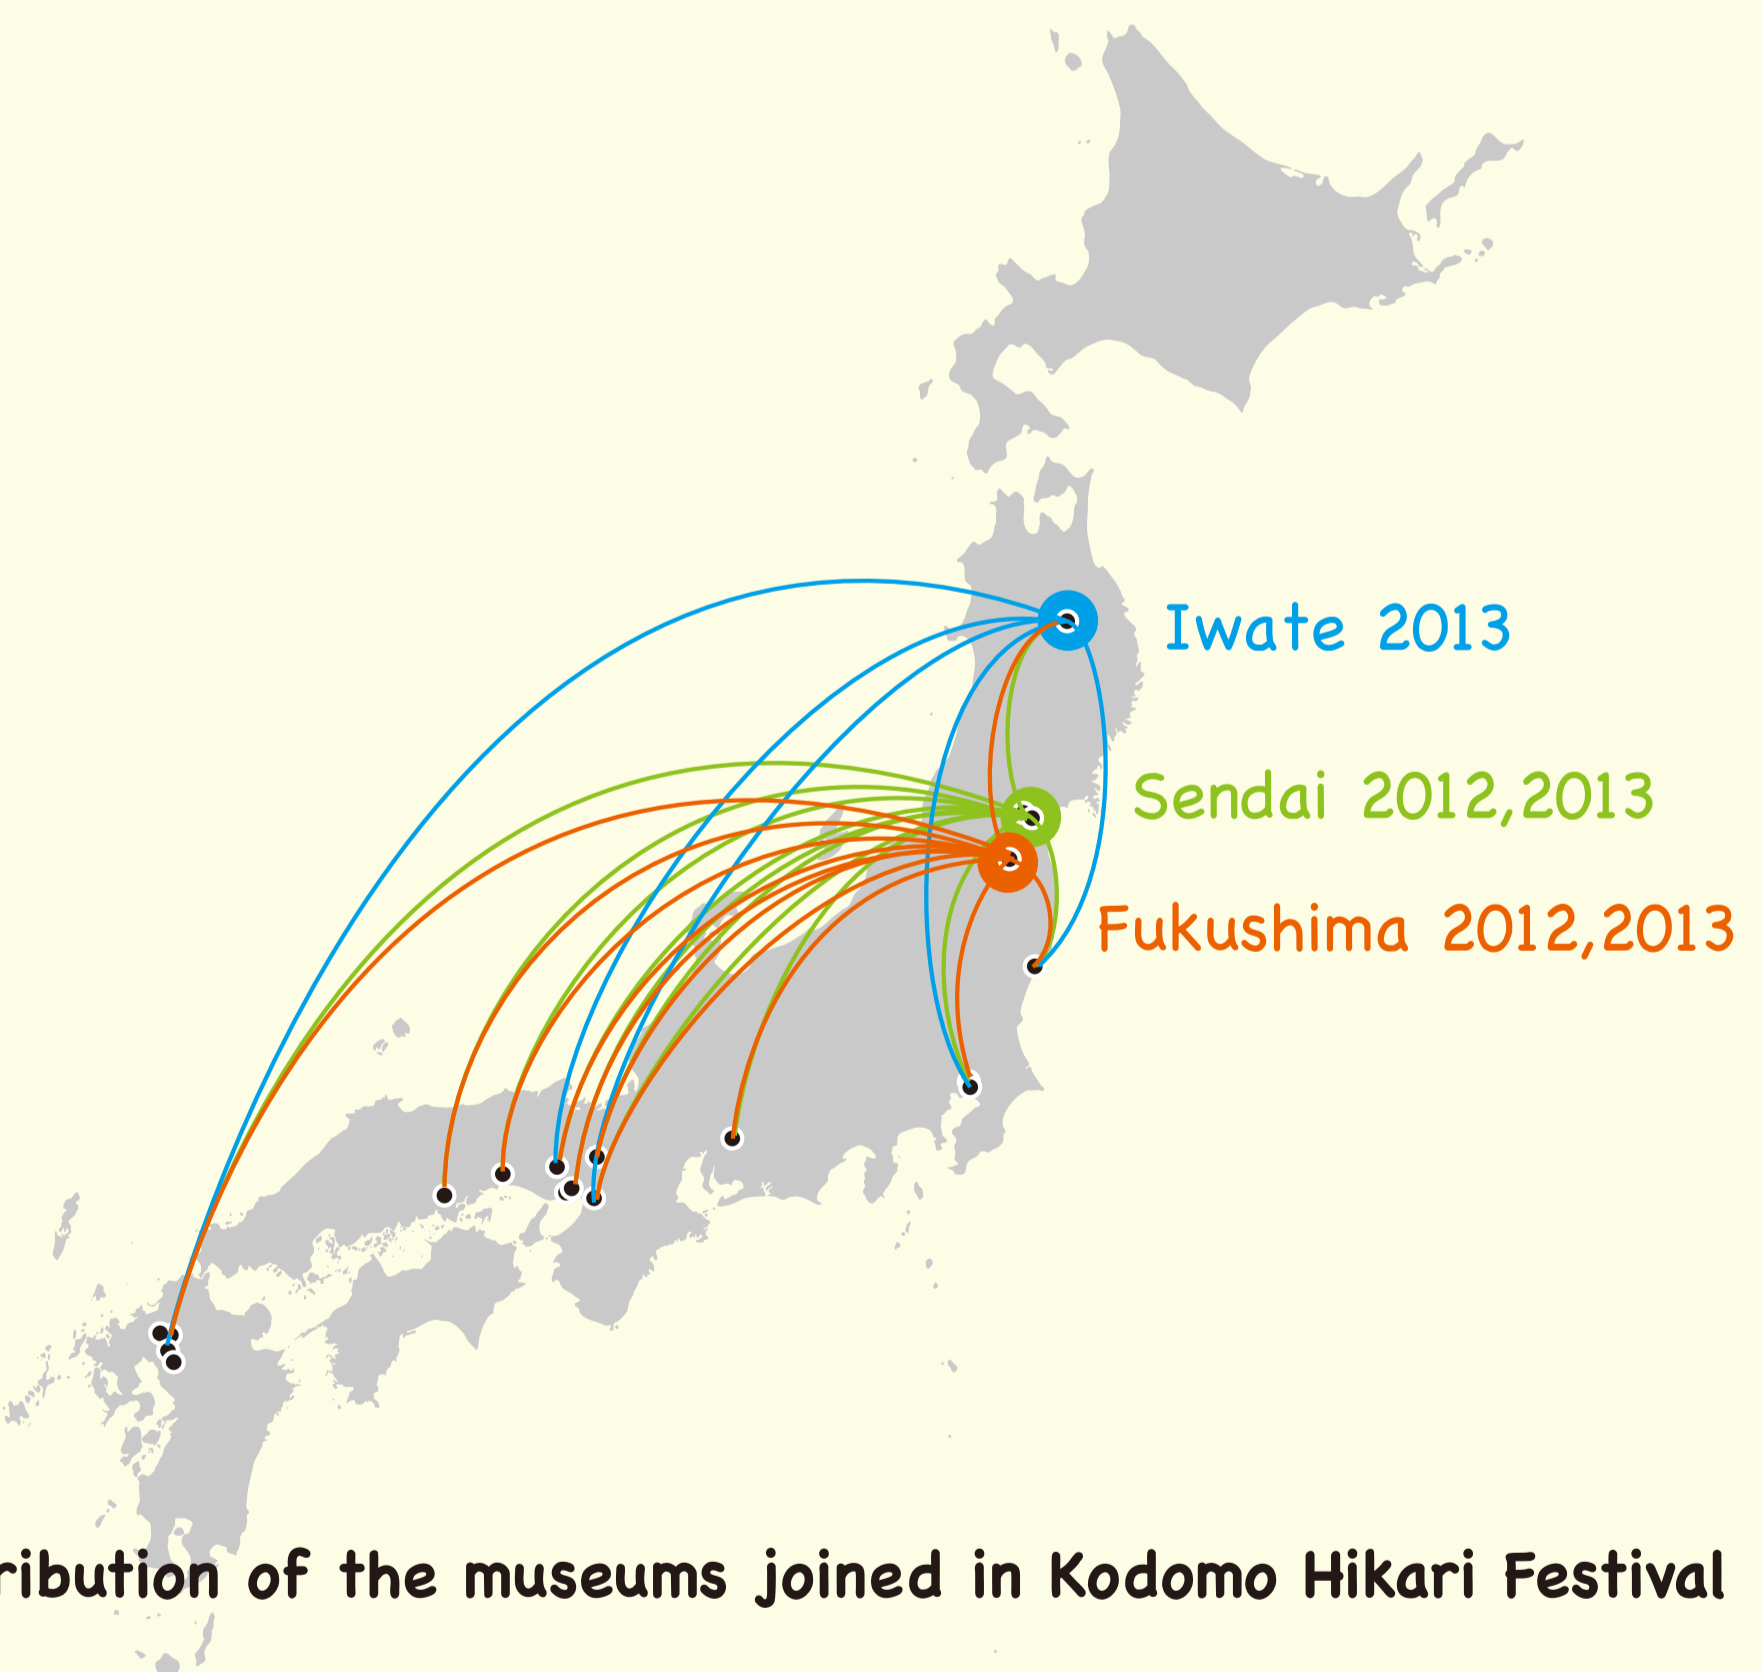 Iwate 2013
Sendai 2012,2013
Fukushima 2012,2013
ribution of the museums joined in Kodomo Hikari Festival